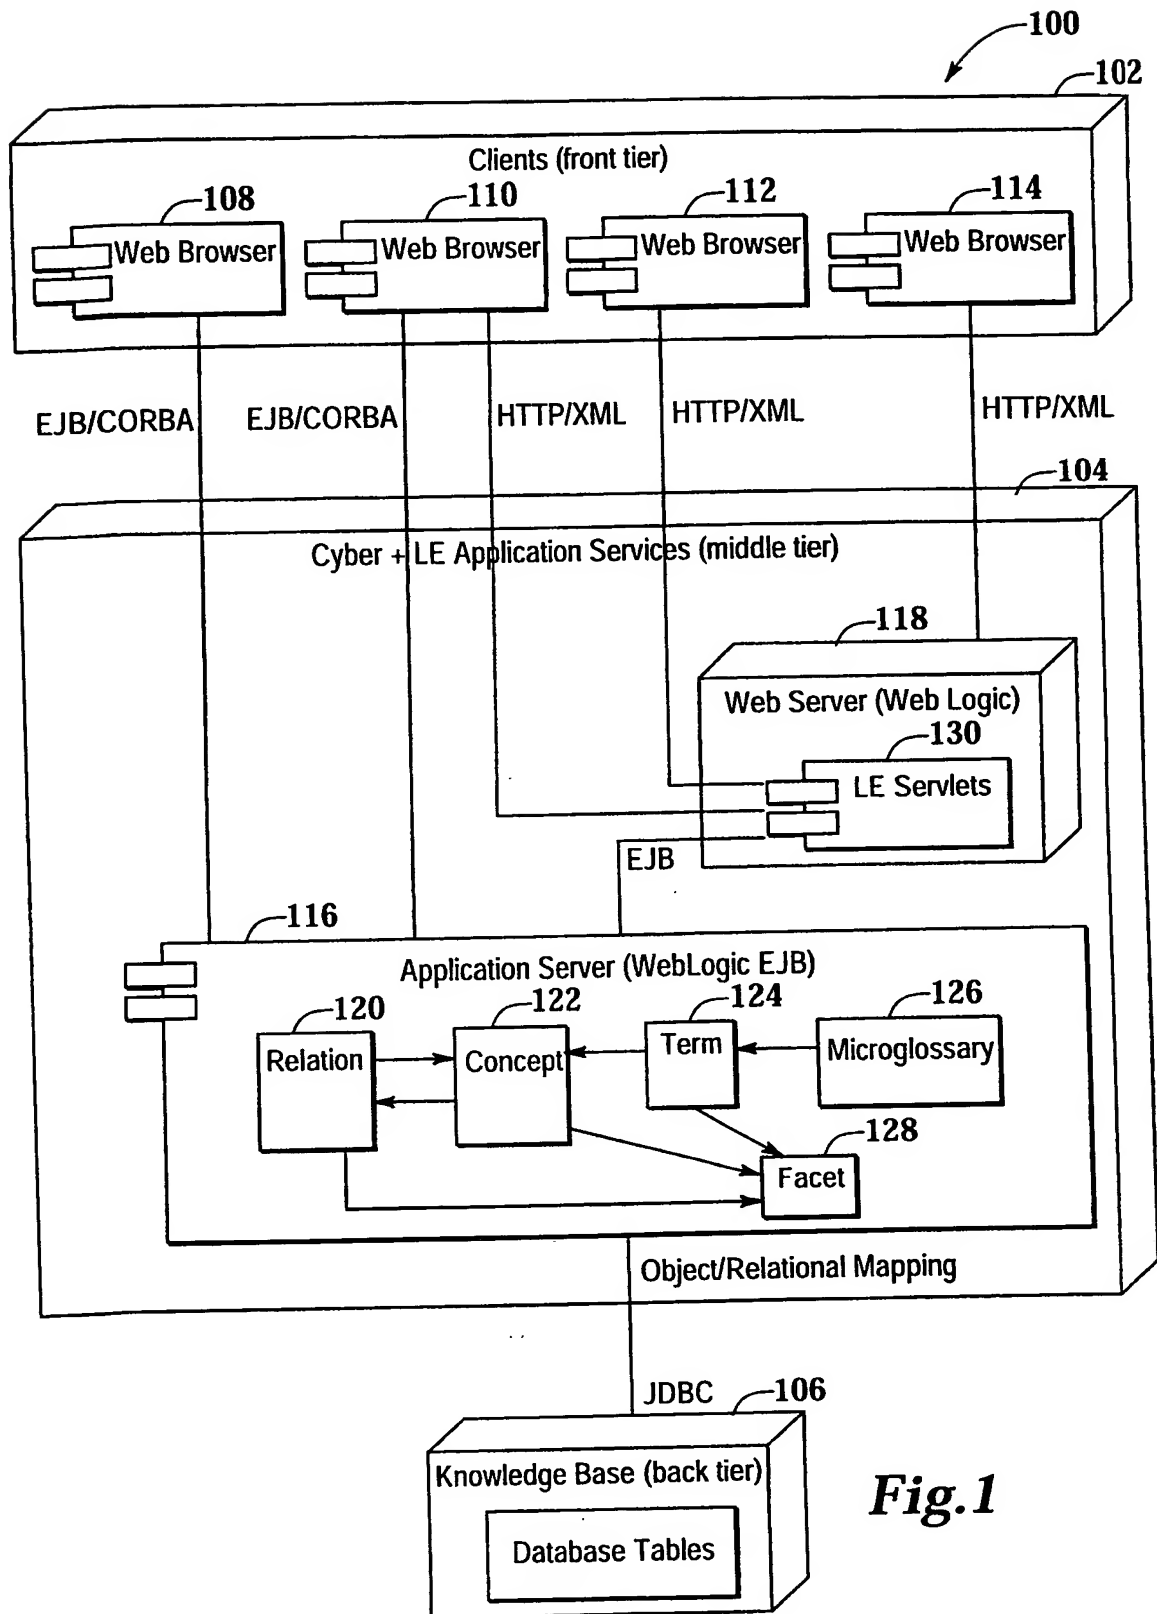 100
102
Clients (front tier)
108
110
112
114
Web Browser
Web Browser
Web Browser
Web Browser
EJB/CORBA
EJB/CORBA
HTTP/XML
HTTP/XML
HTTP/XML
104
Cyber + LE Application Services (middle tier)
118
Web Server (Web Logic)
130
LE Servlets
EJB
116
Application Server (WebLogic EJB)
120
122
124
126
Relation
Concept
Term
Microglossary
128
Facet
Object/Relational Mapping
JDBC
106
Knowledge Base (back tier)
Database Tables
Fig.1